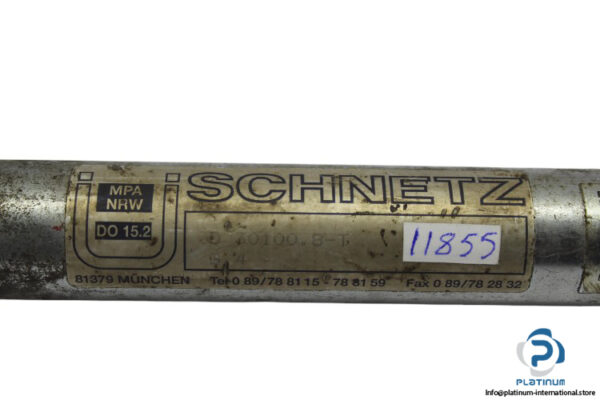 MPA
NRW
DO 15.2
SCHNETZ
11855
81379 MÜNCHEN Tel 0 89/78 81 15 - 78 81 59 Fax 0 89/78 28 32
PLATINUM
Info@platinum-international.store